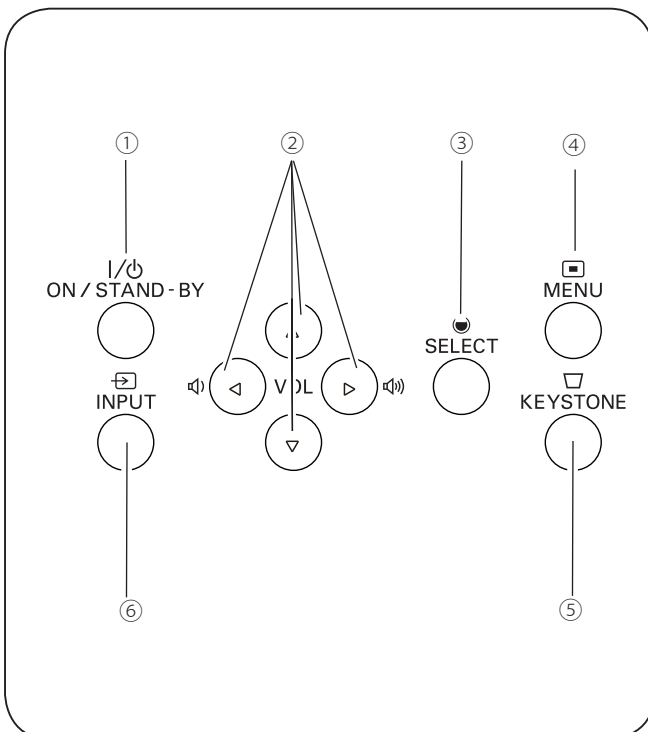 ① ② ③ ④
I/⏻
ON / STAND-BY
MENU
SELECT
INPUT
VOL
KEYSTONE
⑥ ⑤